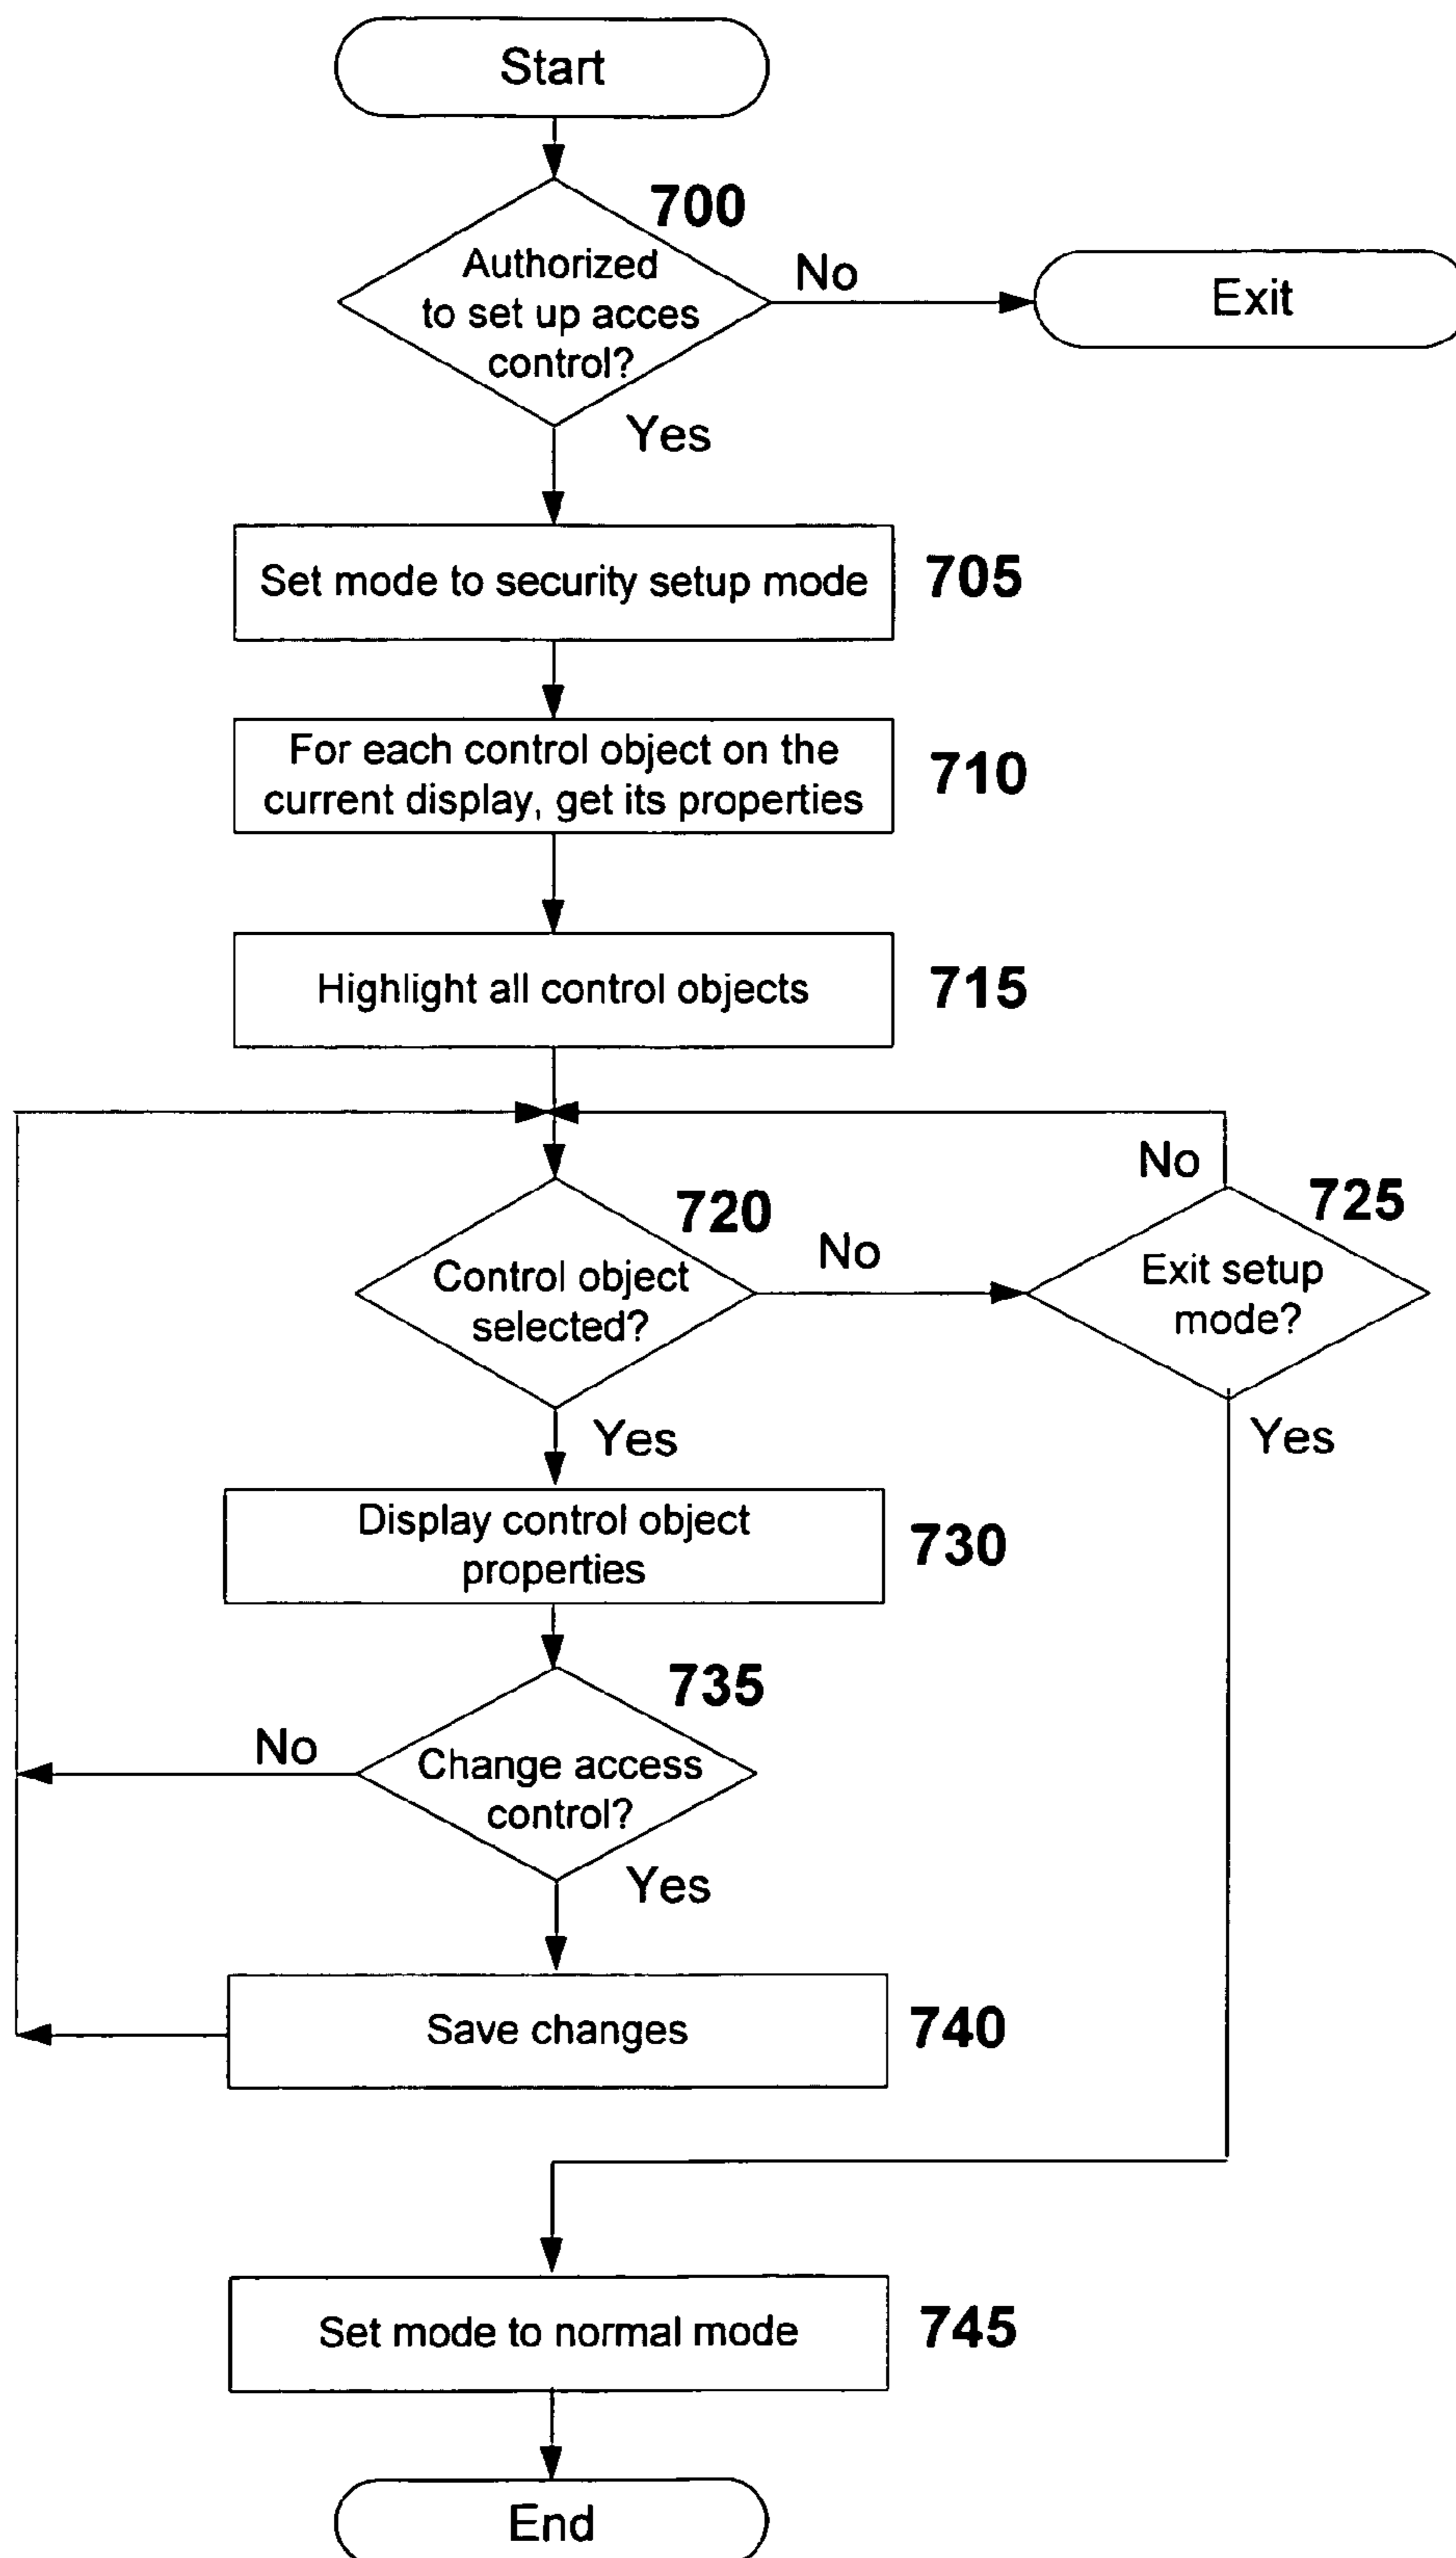 Start
700
Authorized
to set up acces
control?
No
Exit
Yes
Set mode to security setup mode
705
For each control object on the
current display, get its properties
710
Highlight all control objects
715
No
720
725
Control object
selected?
No
Exit setup
mode?
Yes
Yes
Display control object
properties
730
735
No
Change access
control?
Yes
Save changes
740
Set mode to normal mode
745
End